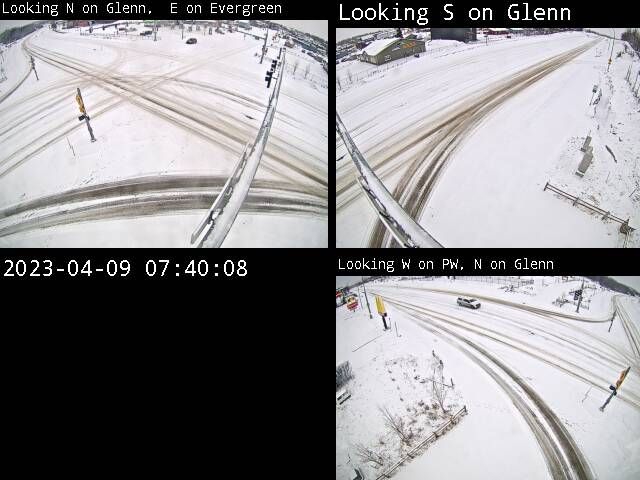 Looking N on Glenn,  E on Evergreen
Looking S on Glenn
2023-04-09 07:40:08
Looking W on PW, N on Glenn